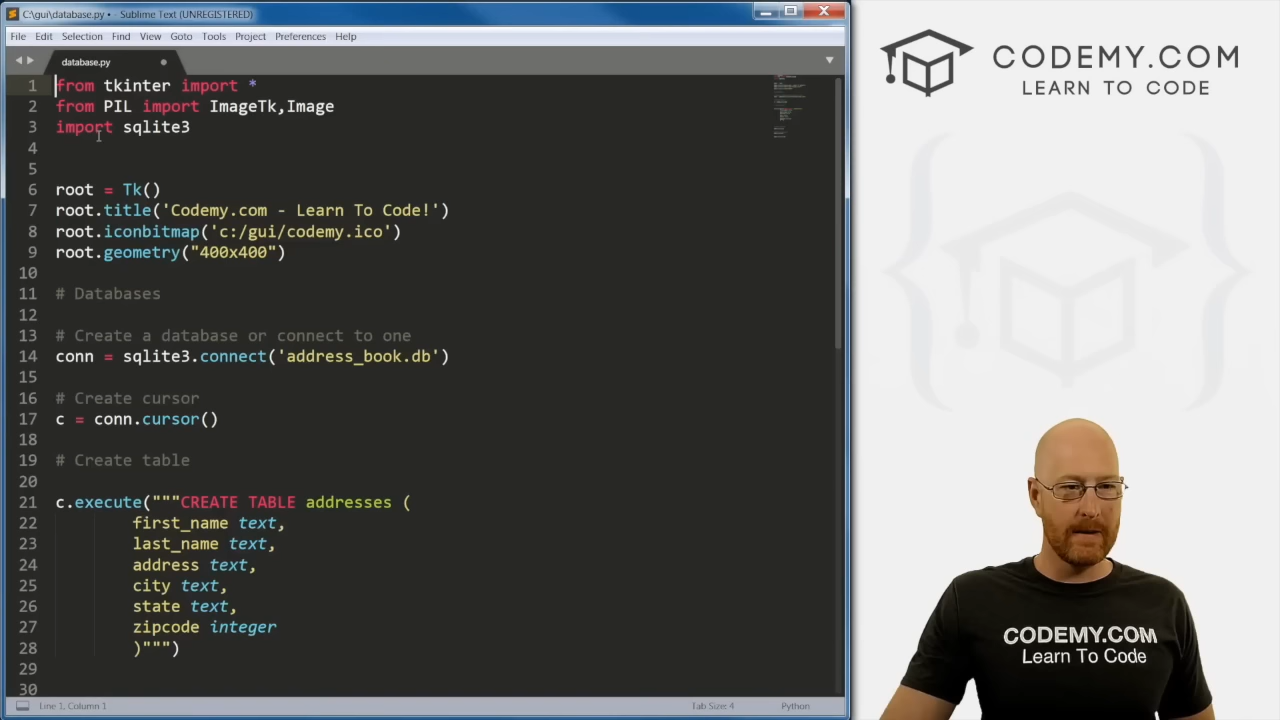 C:\gui\database.py • - Sublime Text (UNREGISTERED)
File Edit Selection Find View Goto Tools Project Preferences Help
database.py
1 from tkinter import *
2 from PIL import ImageTk,Image
3 import sqlite3
4
5
6 root = Tk()
7 root.title('Codemy.com - Learn To Code!')
8 root.iconbitmap('c:/gui/codemy.ico')
9 root.geometry("400x400")
10
11 # Databases
12
13 # Create a database or connect to one
14 conn = sqlite3.connect('address_book.db')
15
16 # Create cursor
17 c = conn.cursor()
18
19 # Create table
20
21 c.execute("""CREATE TABLE addresses (
22 first_name text,
23 last_name text,
24 address text,
25 city text,
26 state text,
27 zipcode integer
28 )""")
29
30
Line 1, Column 1
Tab Size: 4
Python
CODEMY.COM
LEARN TO CODE
CODEMY.COM
Learn To Code